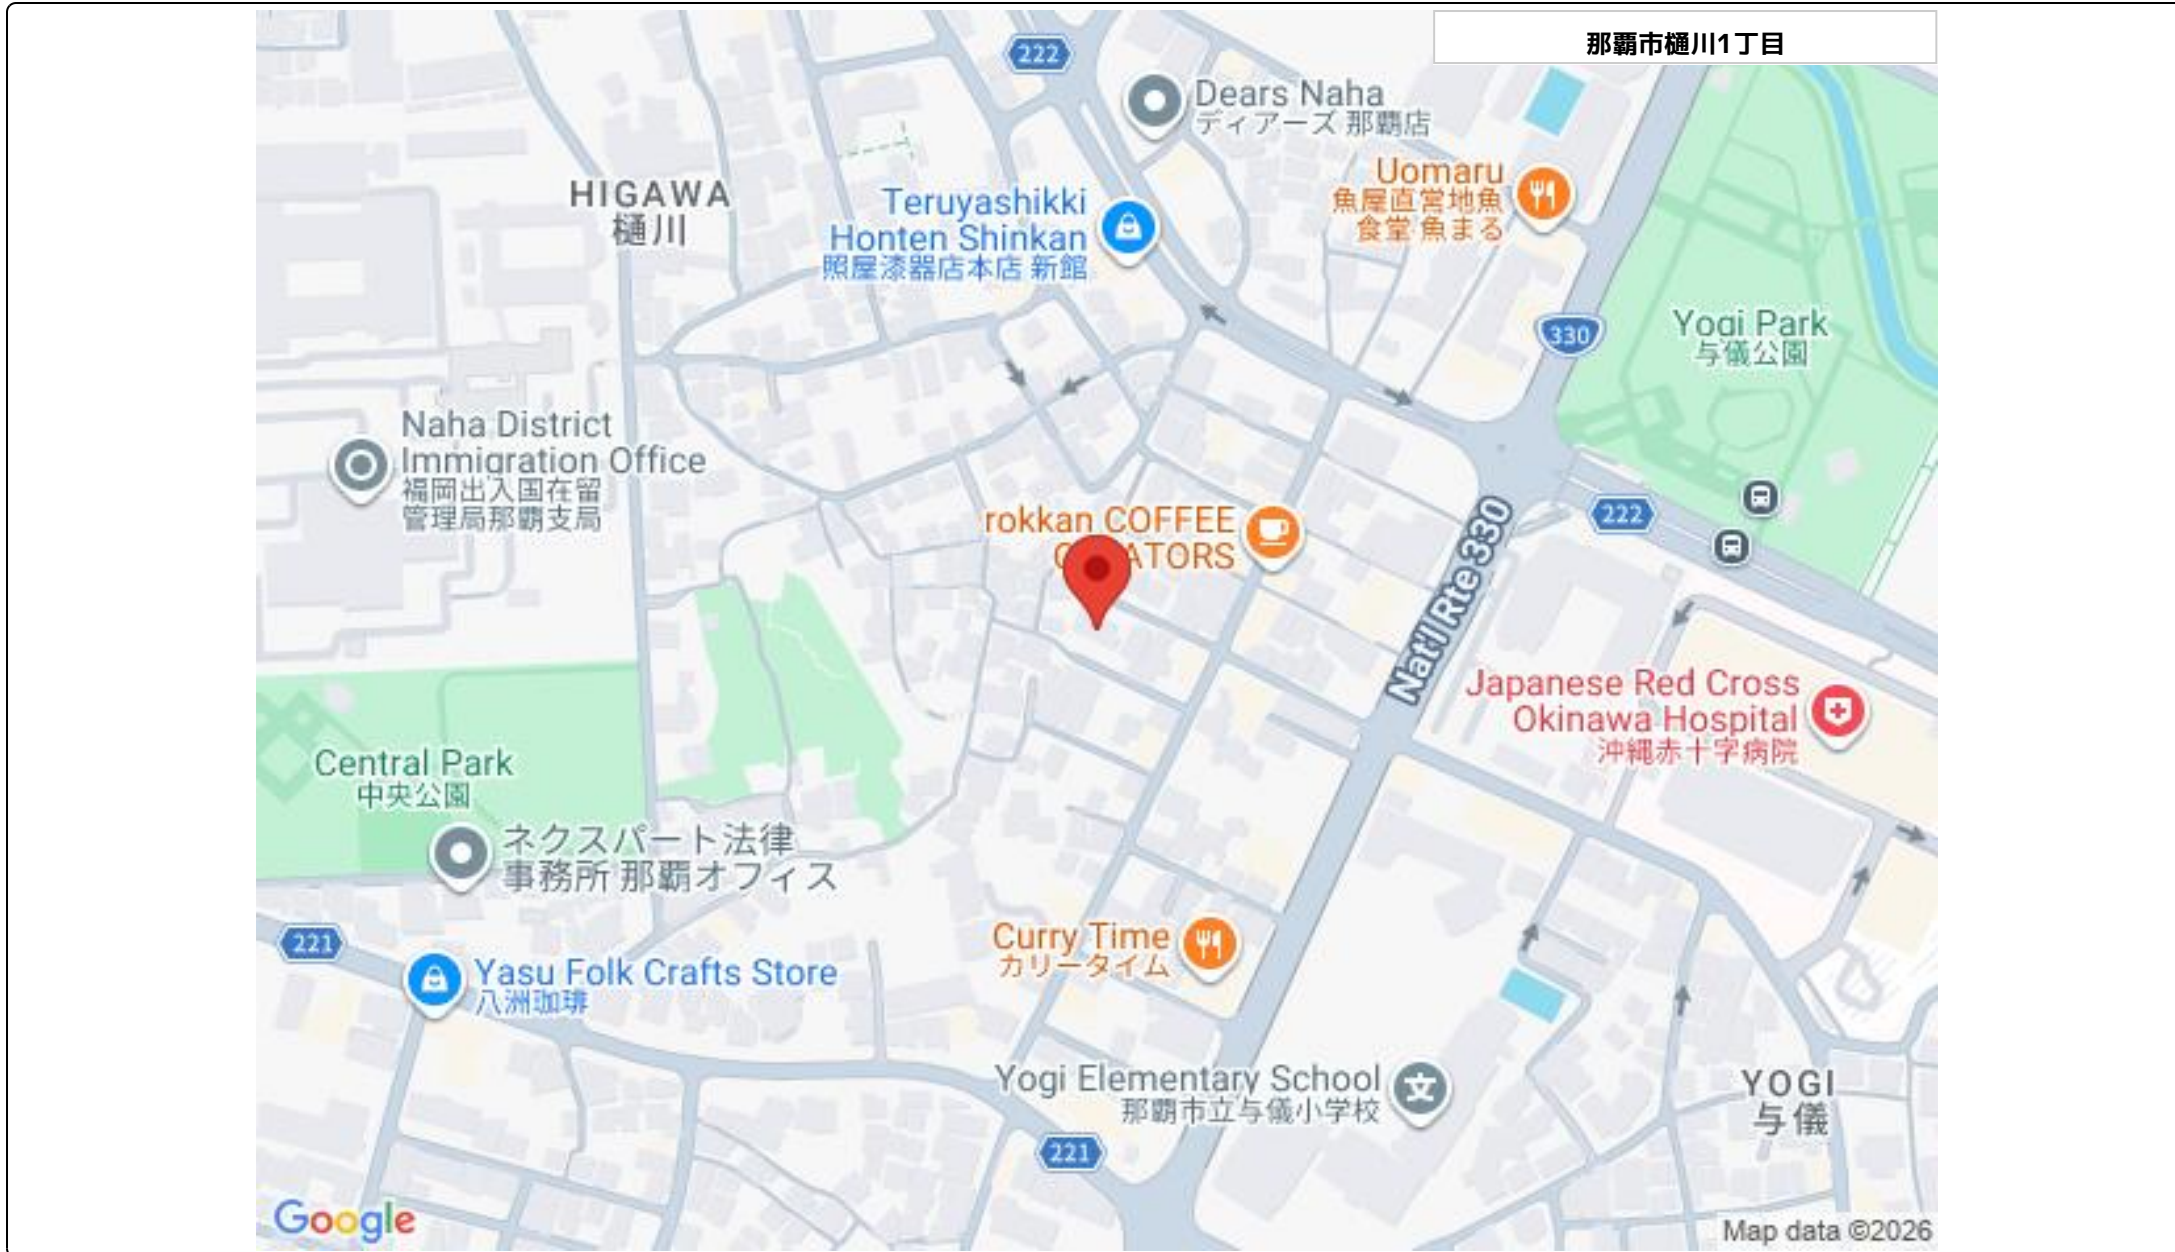 那覇市樋川1丁目
222
Dears Naha
ディアーズ 那覇店
Uomaru
魚屋直営地魚
食堂 魚まる
HIGAWA
樋川
Teruyashikki
Honten Shinkan
照屋漆器店本店 新館
330
Yogi Park
与儀公園
Naha District
Immigration Office
福岡出入国在留
管理局那覇支局
rokkan COFFEE
222
Nat'l Rte 330
Japanese Red Cross
Okinawa Hospital
沖縄赤十字病院
Central Park
中央公園
ネクスパート法律
事務所 那覇オフィス
221
Yasu Folk Crafts Store
八洲珈琲
Curry Time
カリータイム
Yogi Elementary School
那覇市立与儀小学校
文
YOGI
与儀
221
Google
Map data ©2026